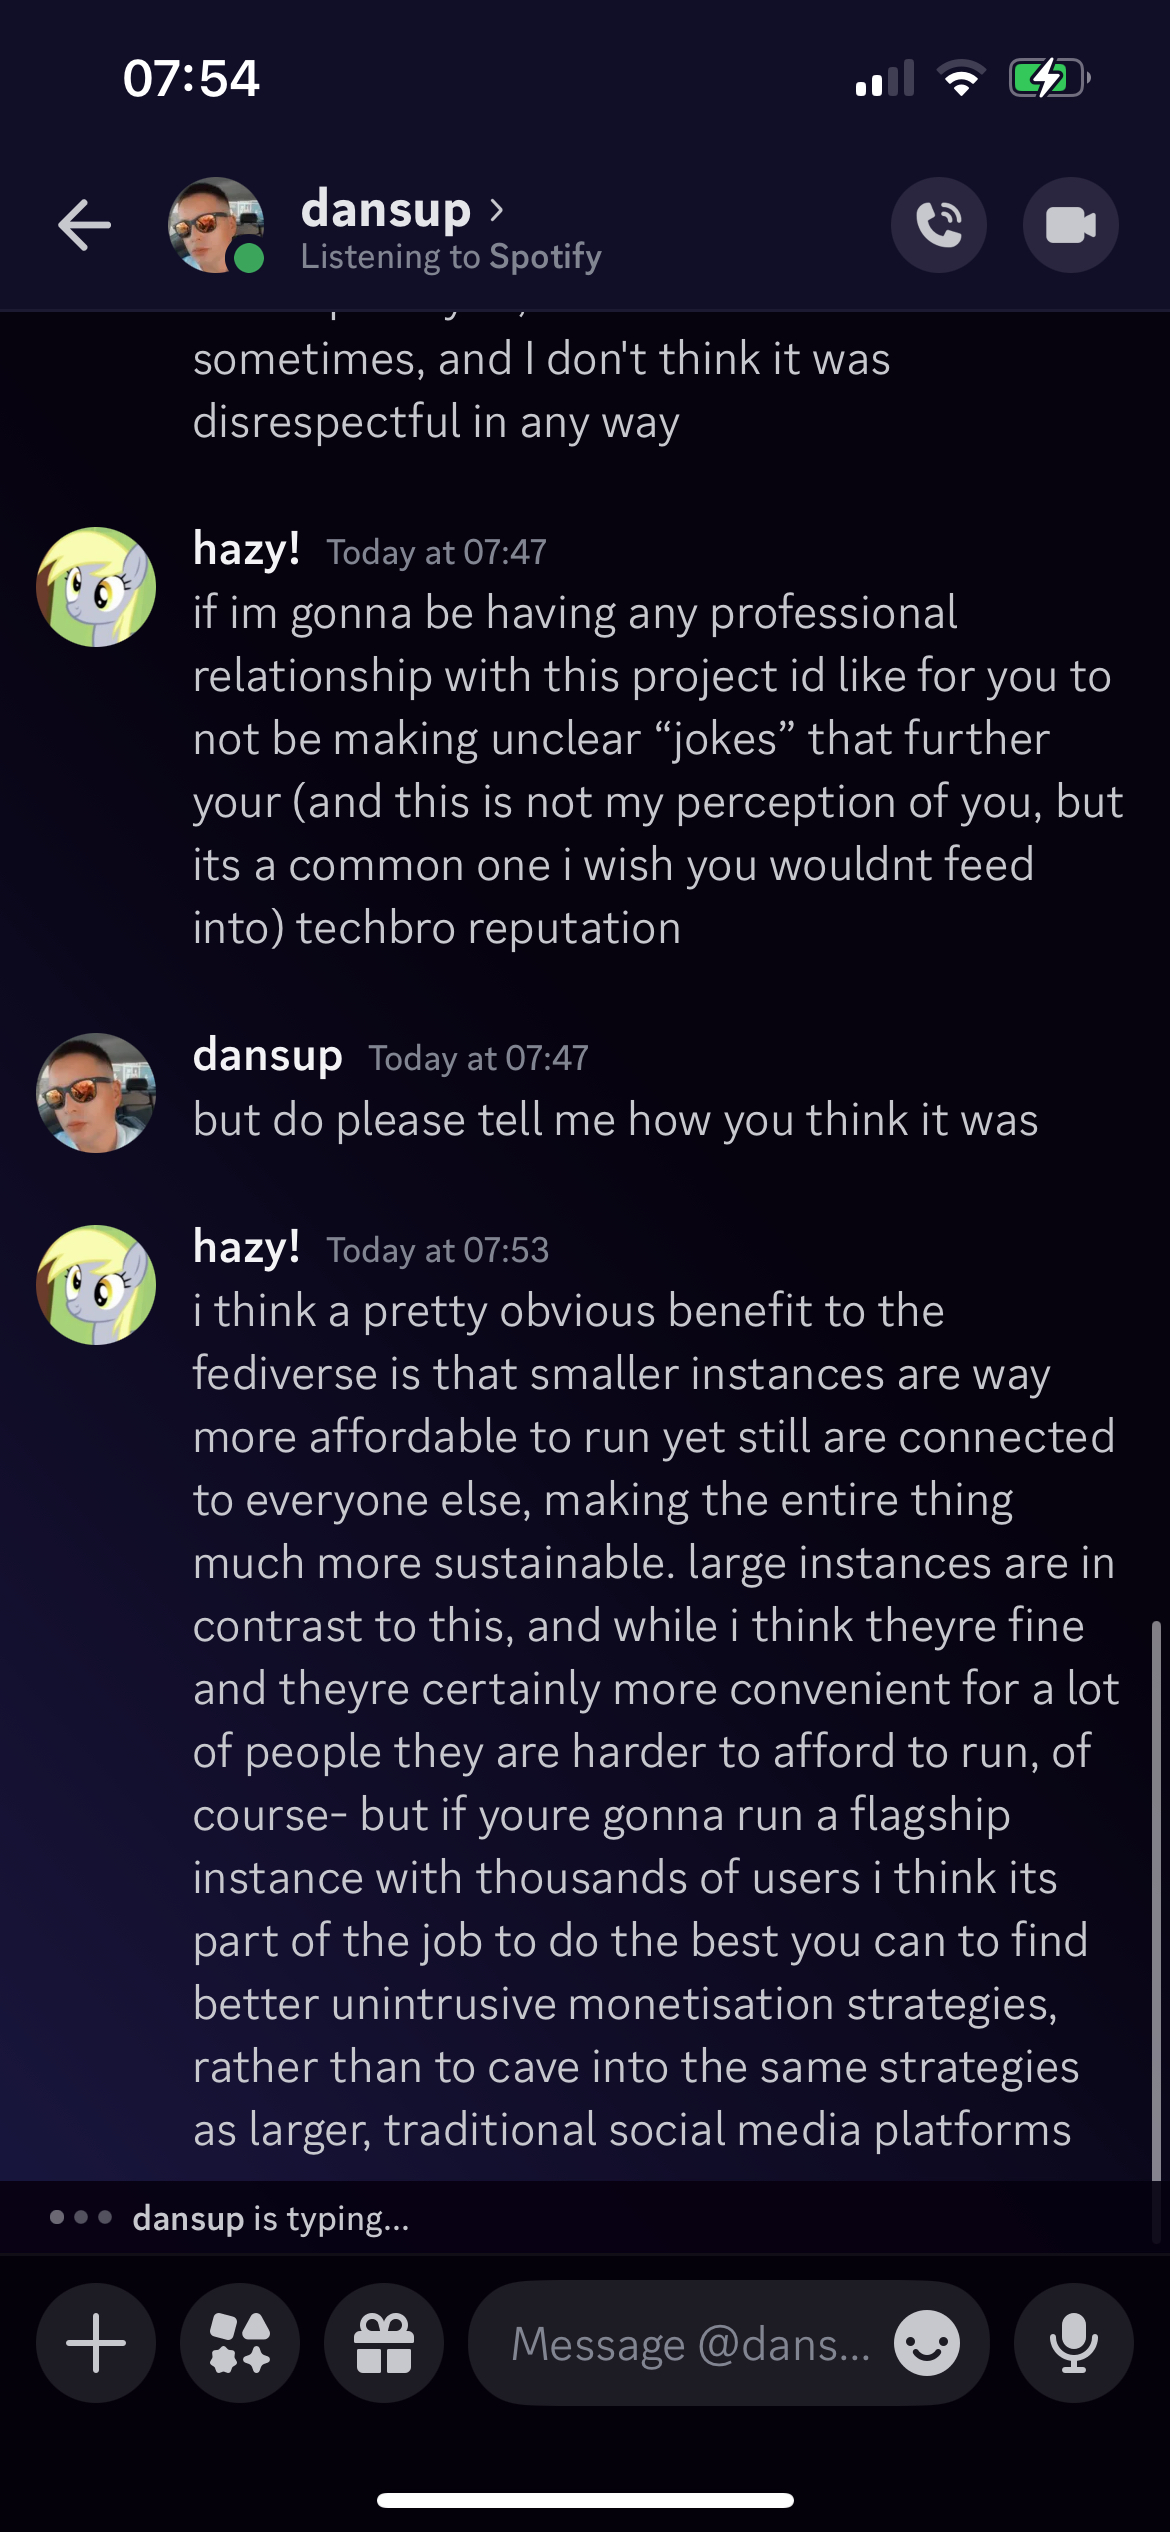 07:54
dansup
Listening to Spotify
sometimes, and I don't think it was
disrespectful in any way
hazy! Today at 07:47
if im gonna be having any professional
relationship with this project id like for you to
not be making unclear “jokes” that further
your (and this is not my perception of you, but
its a common one i wish you wouldnt feed
into) techbro reputation
dansup Today at 07:47
but do please tell me how you think it was
hazy! Today at 07:53
i think a pretty obvious benefit to the
fediverse is that smaller instances are way
more affordable to run yet still are connected
to everyone else, making the entire thing
much more sustainable. large instances are in
contrast to this, and while i think theyre fine
and theyre certainly more convenient for a lot
of people they are harder to afford to run, of
course- but if youre gonna run a flagship
instance with thousands of users i think its
part of the job to do the best you can to find
better unintrusive monetisation strategies,
rather than to cave into the same strategies
as larger, traditional social media platforms
dansup is typing...
Message @dans...